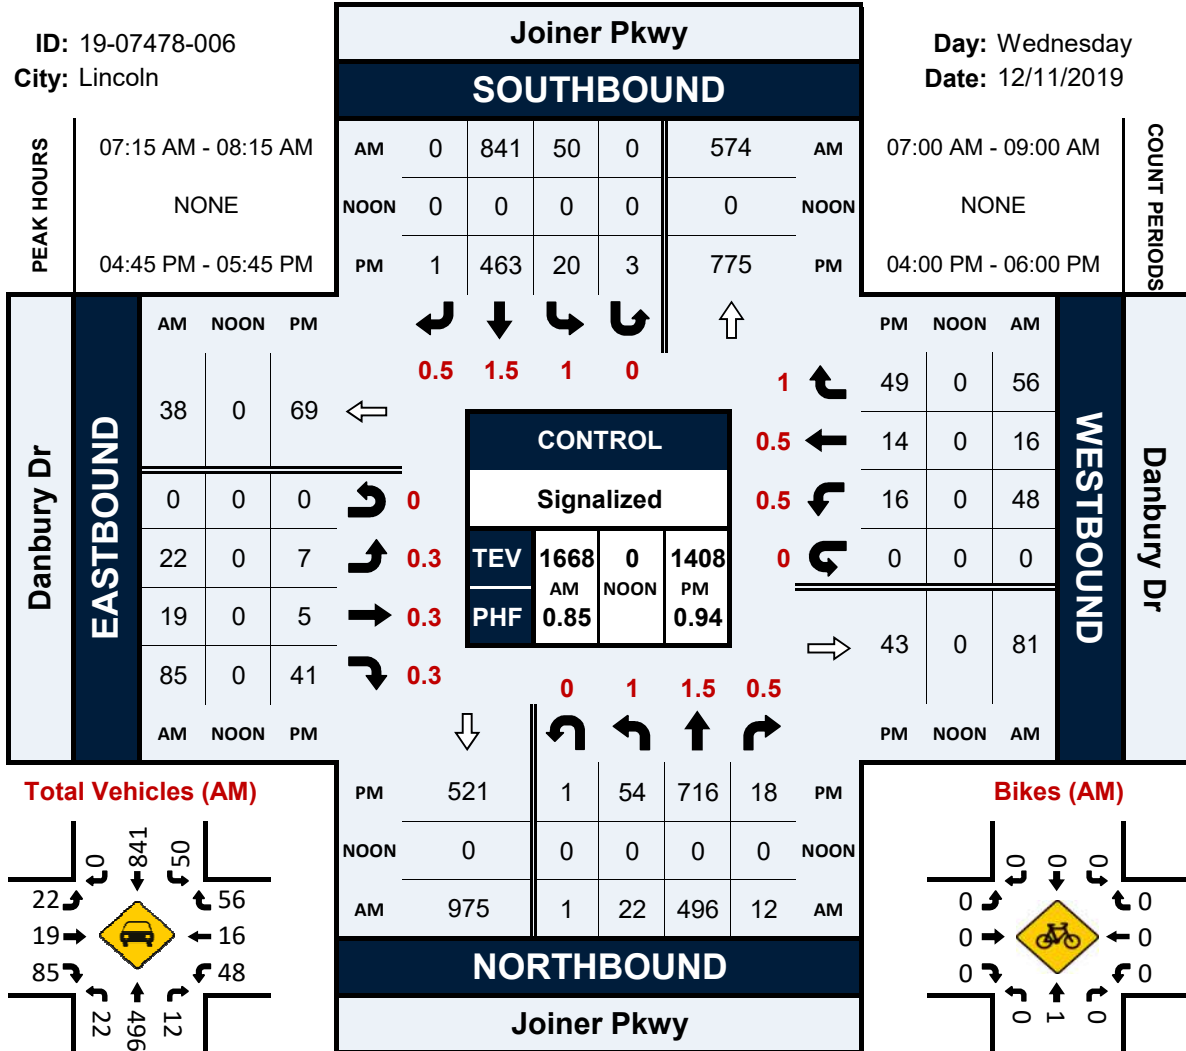 Joiner Pkwy
ID: 19-07478-006
Day: Wednesday
City: Lincoln
Date: 12/11/2019
SOUTHBOUND
PEAK HOURS
07:15 AM - 08:15 AM
NONE
04:45 PM - 05:45 PM
AM 0 841 50 0 574 AM
NOON 0 0 0 0 0 NOON
PM 1 463 20 3 775 PM
07:00 AM - 09:00 AM
NONE
04:00 PM - 06:00 PM
COUNT PERIODS
0.5 1.5 1 0
Danbury Dr
EASTBOUND
AM NOON PM
38 0 69
0 0 0 0
22 0 7 0.3
19 0 5 0.3
85 0 41 0.3
AM NOON PM
CONTROL
Signalized
TEV 1668 0 1408
AM NOON PM
PHF 0.85 0.94
PM NOON AM
1 49 0 56
0.5 14 0 16
0.5 16 0 48
0 0 0 0
43 0 81
PM NOON AM
WESTBOUND
Danbury Dr
0 1 1.5 0.5
PM 521 1 54 716 18 PM
NOON 0 0 0 0 0 NOON
AM 975 1 22 496 12 AM
NORTHBOUND
Joiner Pkwy
Total Vehicles (AM)
0 841 50
22 56
19 16
85 48
22 496 12
Bikes (AM)
0 0 0
0 0
0 0
0 0
0 1 0